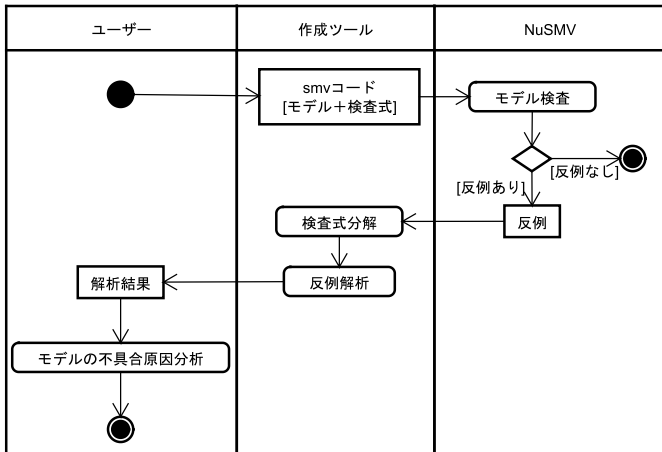 ユーザー
作成ツール
NuSMV
smvコード
[モデル＋検査式]
モデル検査
[反例なし]
[反例あり]
反例
検査式分解
反例解析
解析結果
モデルの不具合原因分析